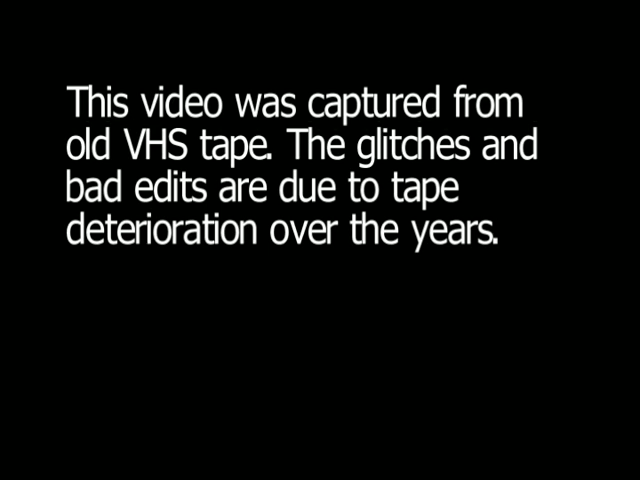 This video was captured from
old VHS tape. The glitches and
bad edits are due to tape
deterioration over the years.